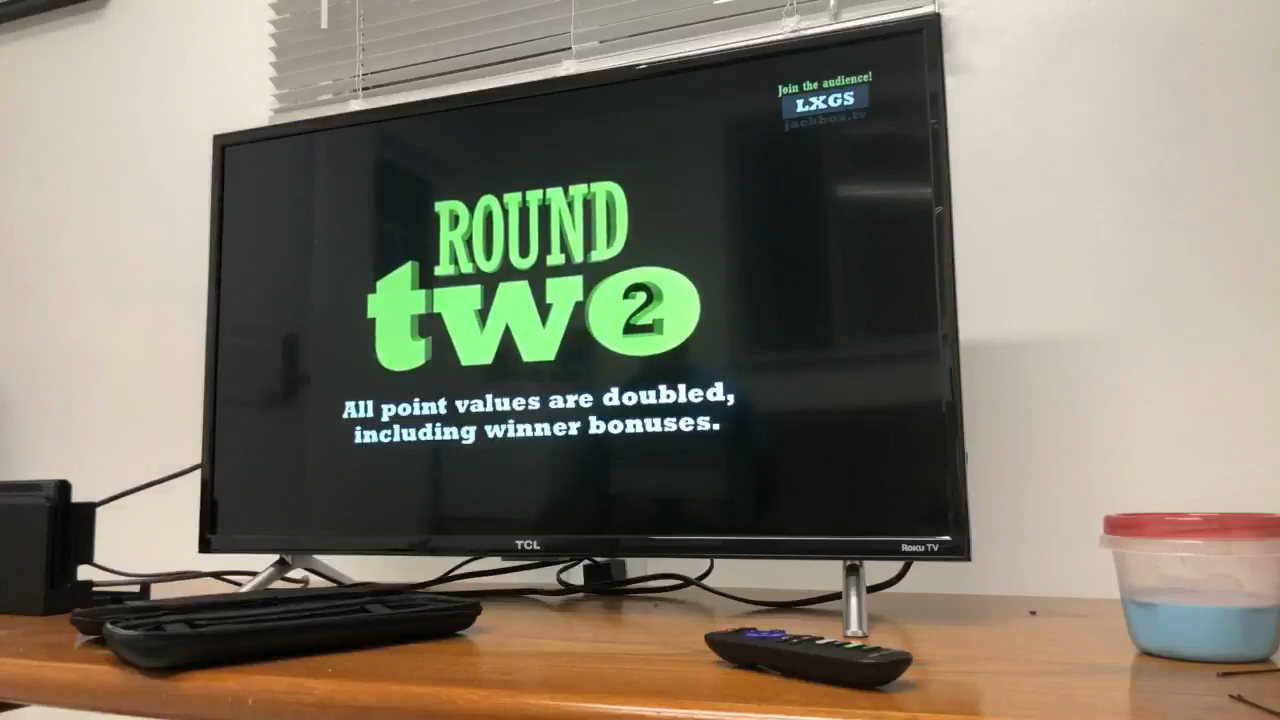 Join the audience!
LXGS
jackbox.tv
ROUND
two
2
All point values are doubled,
including winner bonuses.
TCL
Roku TV